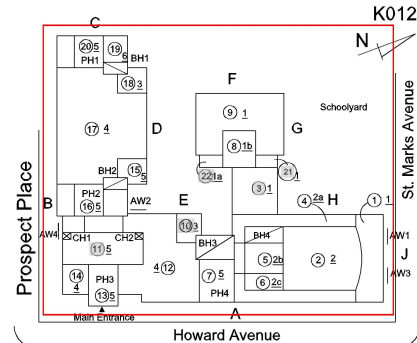 K012
N
C
20 5
19 6
PH1
BH1
18 3
F
9 1
Schoolyard
St. Marks Avenue
17 4
D
G
8 1b
BH2
15 5
22 1a
21 1
3 1
Prospect Place
B
PH2
16 5
AW2
E
10 3
H
4 2a
1 1
AW4
CH1
CH2
11 5
BH3
BH4
AW1
J
4 12
5 2b
2 2
AW3
14 4
PH3
13 5
7 5
PH4
6 2c
Main Entrance
A
Howard Avenue